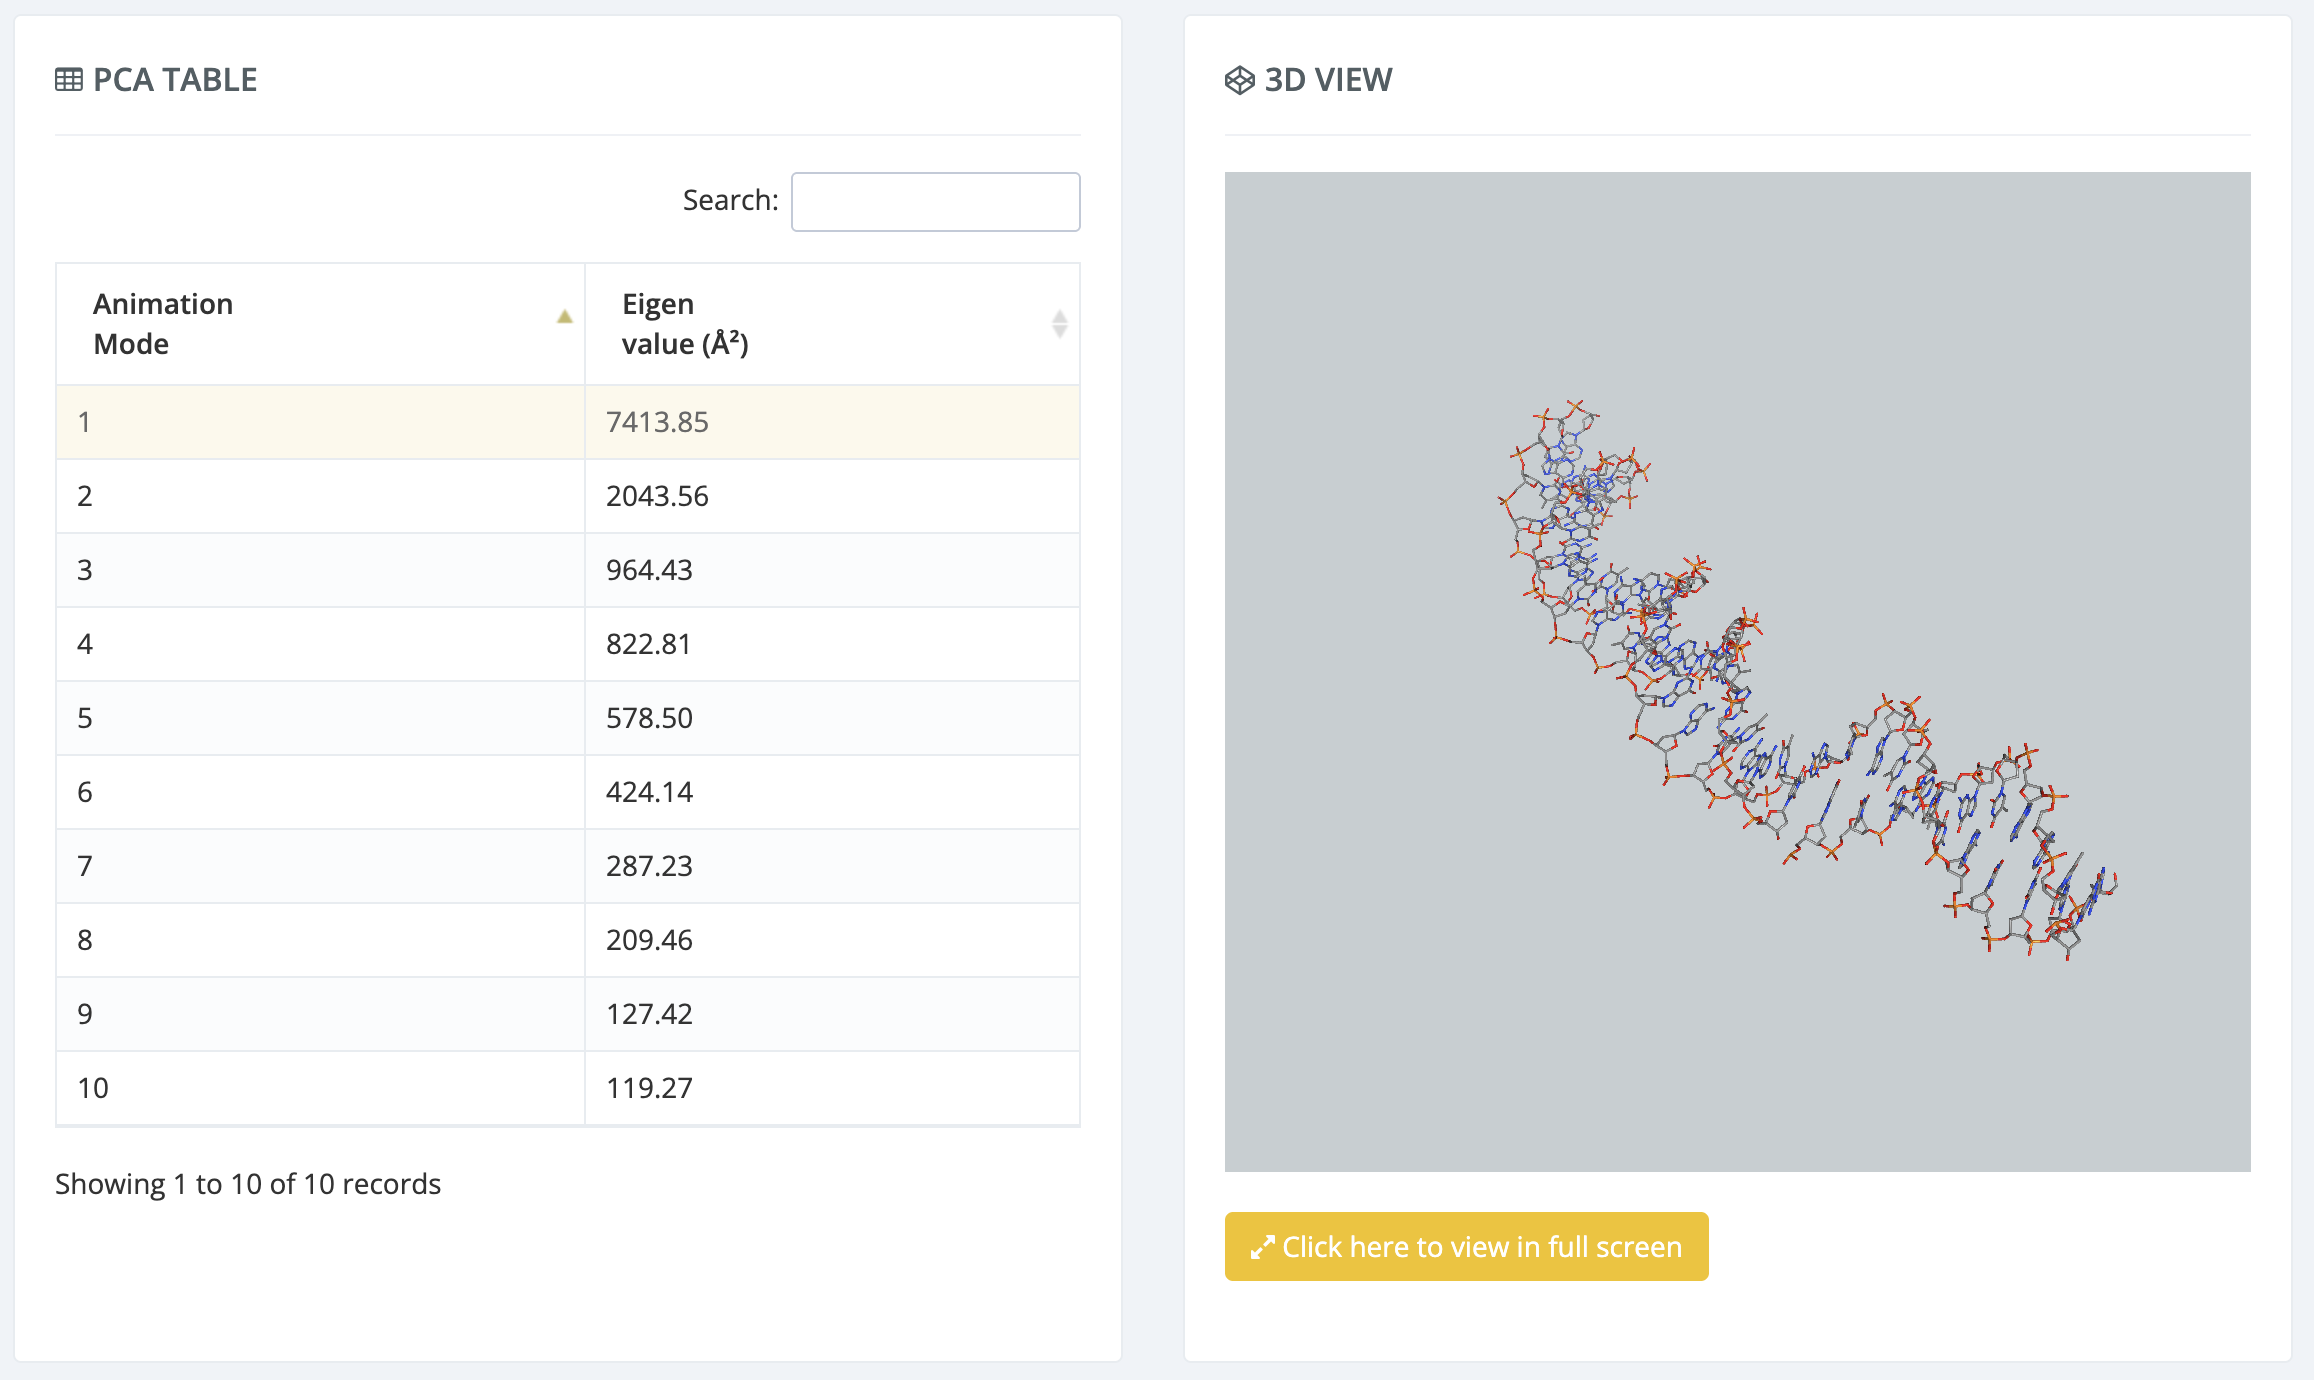 PCA TABLE
Search:
Animation
Mode
Eigen
value (Å²)
1 7413.85
2 2043.56
3 964.43
4 822.81
5 578.50
6 424.14
7 287.23
8 209.46
9 127.42
10 119.27
Showing 1 to 10 of 10 records
3D VIEW
Click here to view in full screen